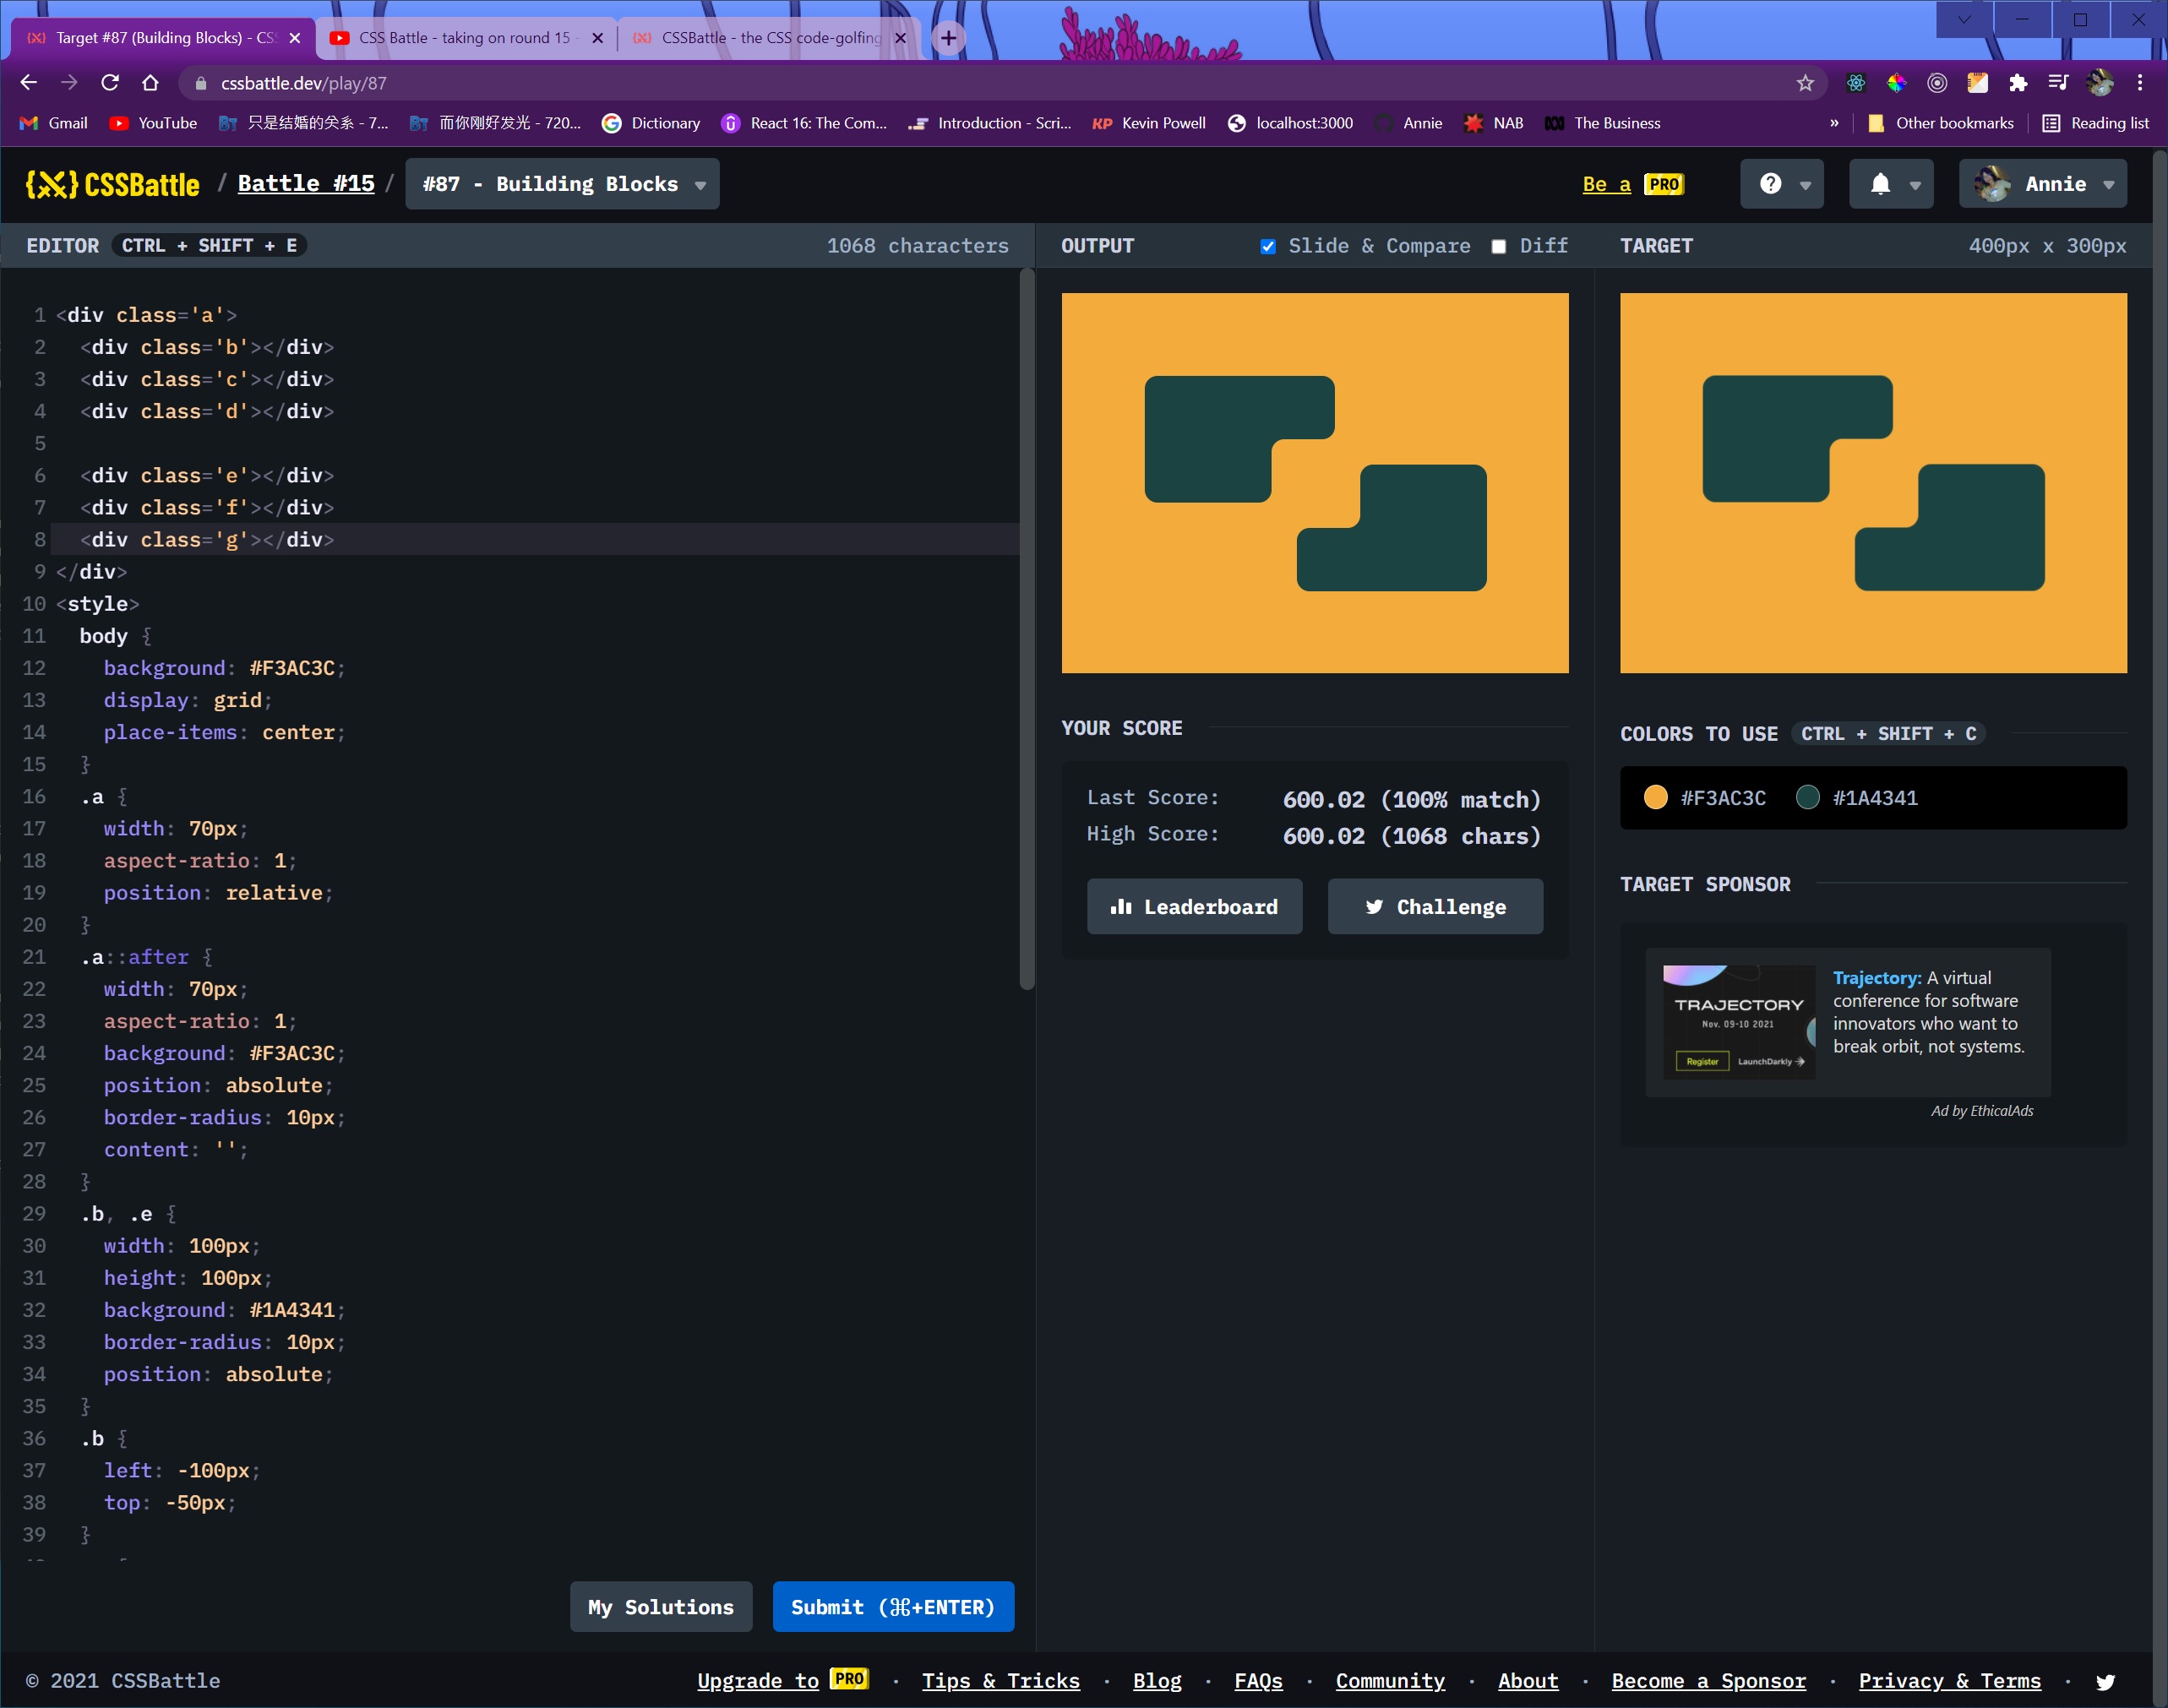 Target #87 (Building Blocks) - CS
CSS Battle - taking on round 15 -
CSSBattle - the CSS code-golfing
cssbattle.dev/play/87
Gmail
YouTube
只是结婚的关系 - 7...
而你刚好发光 - 720...
Dictionary
React 16: The Com...
Introduction - Scri...
KP Kevin Powell
localhost:3000
Annie
NAB
The Business
»
Other bookmarks
Reading list
CSSBattle / Battle #15 / #87 - Building Blocks
Be a PRO
Annie
EDITOR CTRL + SHIFT + E 1068 characters
OUTPUT Slide & Compare Diff
TARGET 400px x 300px
1 <div class='a'>
2 <div class='b'></div>
3 <div class='c'></div>
4 <div class='d'></div>
5
6 <div class='e'></div>
7 <div class='f'></div>
8 <div class='g'></div>
9 </div>
10 <style>
11 body {
12 background: #F3AC3C;
13 display: grid;
14 place-items: center;
15 }
16 .a {
17 width: 70px;
18 aspect-ratio: 1;
19 position: relative;
20 }
21 .a::after {
22 width: 70px;
23 aspect-ratio: 1;
24 background: #F3AC3C;
25 position: absolute;
26 border-radius: 10px;
27 content: '';
28 }
29 .b, .e {
30 width: 100px;
31 height: 100px;
32 background: #1A4341;
33 border-radius: 10px;
34 position: absolute;
35 }
36 .b {
37 left: -100px;
38 top: -50px;
39 }
My Solutions
Submit (⌘+ENTER)
YOUR SCORE
Last Score: 600.02 (100% match)
High Score: 600.02 (1068 chars)
Leaderboard
Challenge
COLORS TO USE CTRL + SHIFT + C
#F3AC3C #1A4341
TARGET SPONSOR
TRAJECTORY
Nov. 09-10 2021
Register
LaunchDarkly
Trajectory: A virtual
conference for software
innovators who want to
break orbit, not systems.
Ad by EthicalAds
© 2021 CSSBattle
Upgrade to PRO · Tips & Tricks · Blog · FAQs · Community · About · Become a Sponsor · Privacy & Terms ·